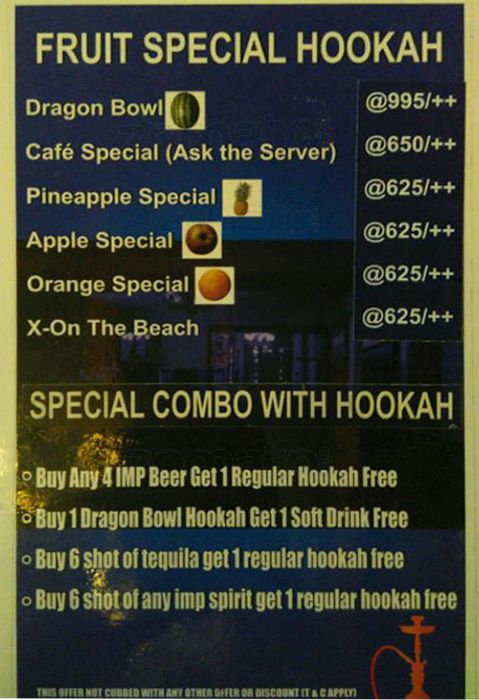 FRUIT SPECIAL HOOKAH
Dragon Bowl @995/++
Café Special (Ask the Server) @650/++
Pineapple Special @625/++
Apple Special @625/++
Orange Special @625/++
X-On The Beach @625/++
SPECIAL COMBO WITH HOOKAH
Buy Any 4 IMP Beer Get 1 Regular Hookah Free
Buy 1 Dragon Bowl Hookah Get 1 Soft Drink Free
Buy 6 shot of tequila get 1 regular hookah free
Buy 6 shot of any imp spirit get 1 regular hookah free
THIS OFFER NOT CUBBED WITH ANY OTHER OFFER OR DISCOUNT (T & C APPLY)
zomato